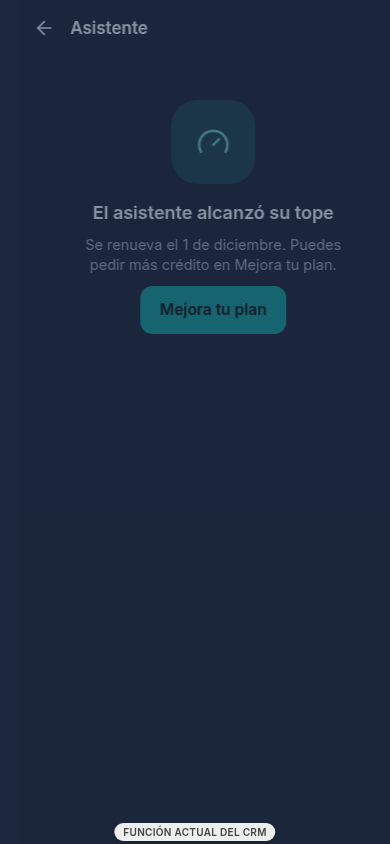 Asistente
El asistente alcanzó su tope
Se renueva el 1 de diciembre. Puedes
pedir más crédito en Mejora tu plan.
Mejora tu plan
FUNCIÓN ACTUAL DEL CRM